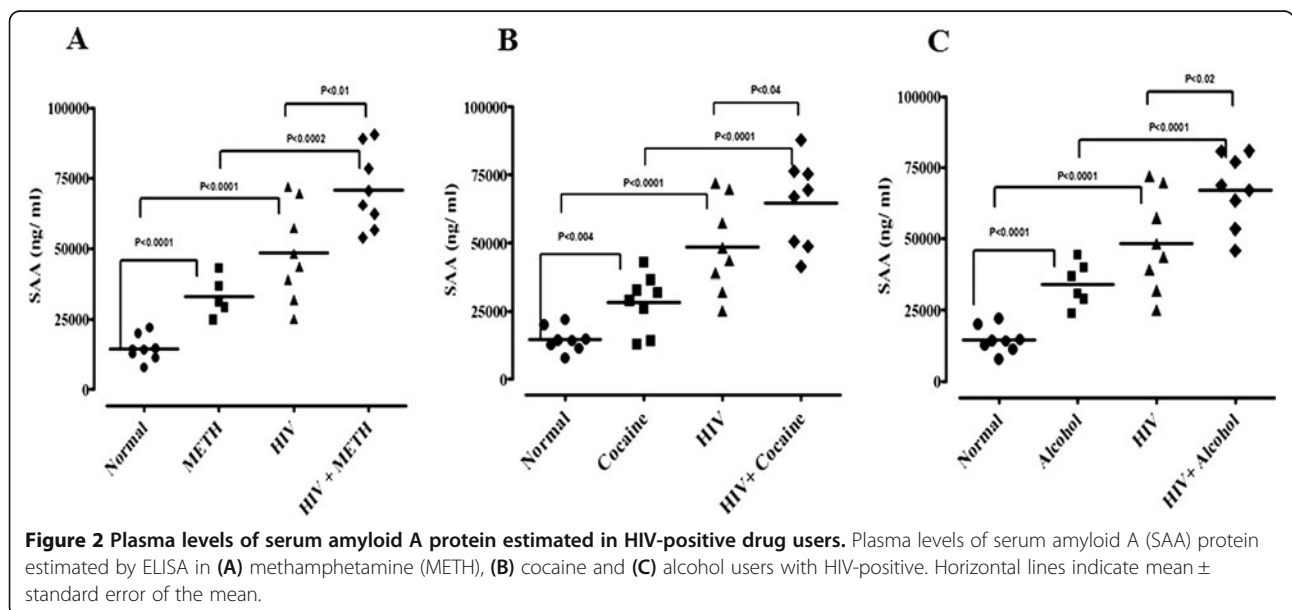 A
B
C
P<0.01
P<0.0002
P<0.0001
P<0.0001
100000
75000
50000
25000
0
SAA (ng/ ml)
Normal
METH
HIV
HIV + METH
P<0.04
P<0.0001
P<0.0001
P<0.004
100000
75000
50000
25000
0
SAA (ng/ ml)
Normal
Cocaine
HIV
HIV+ Cocaine
P<0.02
P<0.0001
P<0.0001
P<0.0001
100000
75000
50000
25000
0
SAA (ng/ ml)
Normal
Alcohol
HIV
HIV+ Alcohol
Figure 2 Plasma levels of serum amyloid A protein estimated in HIV-positive drug users. Plasma levels of serum amyloid A (SAA) protein
estimated by ELISA in (A) methamphetamine (METH), (B) cocaine and (C) alcohol users with HIV-positive. Horizontal lines indicate mean ±
standard error of the mean.